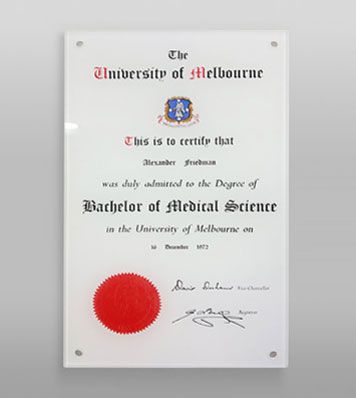 The
University of Melbourne
This is to certify that
Alexander Friedman
was duly admitted to the Degree of
Bachelor of Medical Science
in the University of Melbourne on
16 December 1972
Vice-Chancellor
Registrar